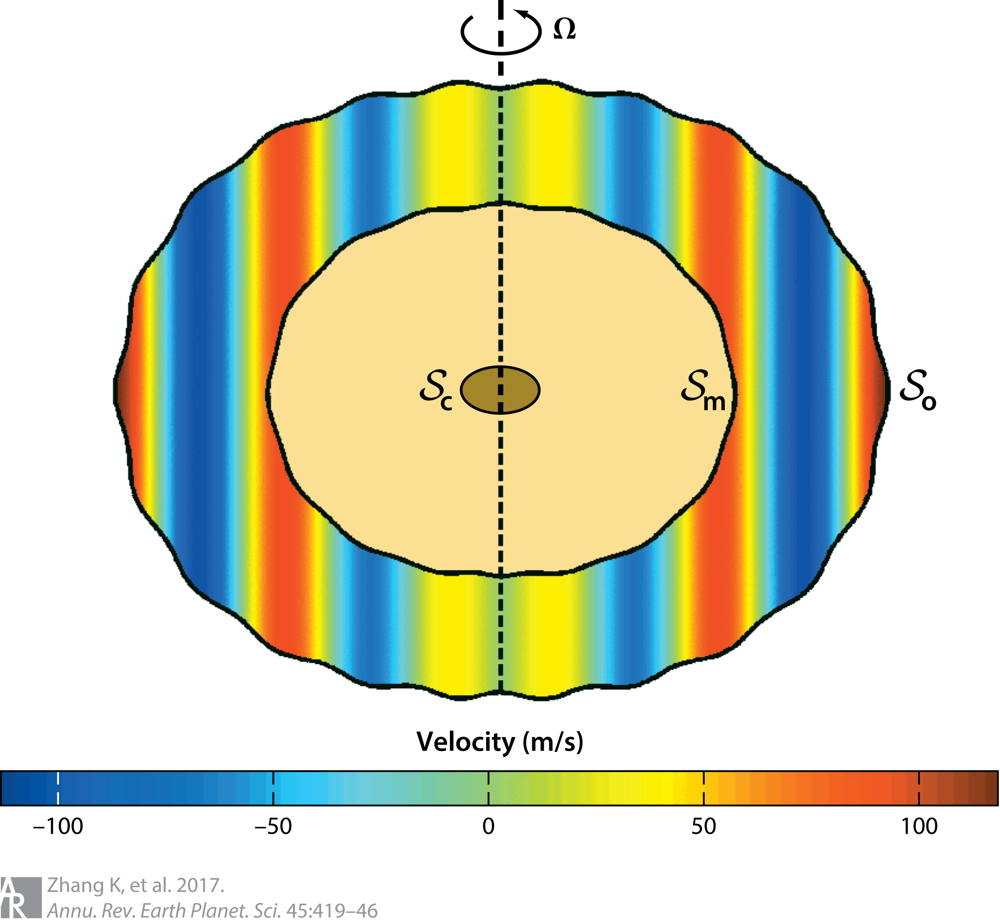 Ω
𝒮c 𝒮m 𝒮o
Velocity (m/s)
−100 −50 0 50 100
AR
Zhang K, et al. 2017.
Annu. Rev. Earth Planet. Sci. 45:419–46